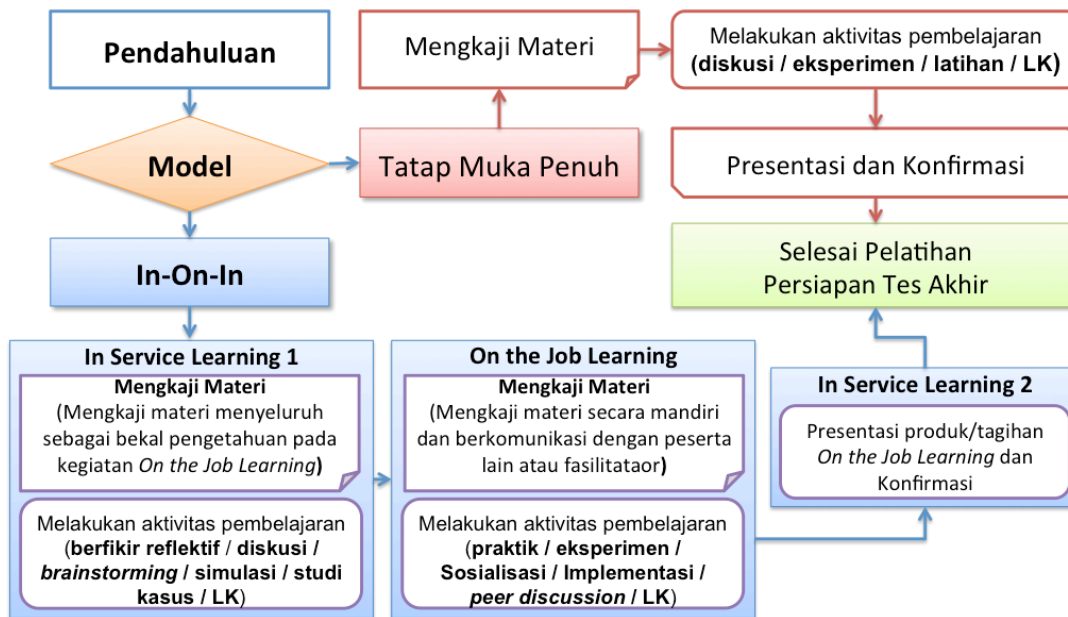 Pendahuluan
Model
Tatap Muka Penuh
Mengkaji Materi
Melakukan aktivitas pembelajaran
(diskusi / eksperimen / latihan / LK)
Presentasi dan Konfirmasi
Selesai Pelatihan
Persiapan Tes Akhir
In-On-In
In Service Learning 1
Mengkaji Materi
(Mengkaji materi menyeluruh
sebagai bekal pengetahuan pada
kegiatan On the Job Learning)
Melakukan aktivitas pembelajaran
(berfikir reflektif / diskusi /
brainstorming / simulasi / studi
kasus / LK)
On the Job Learning
Mengkaji Materi
(Mengkaji materi secara mandiri
dan berkomunikasi dengan peserta
lain atau fasilitataor)
Melakukan aktivitas pembelajaran
(praktik / eksperimen /
Sosialisasi / Implementasi /
peer discussion / LK)
In Service Learning 2
Presentasi produk/tagihan
On the Job Learning dan
Konfirmasi